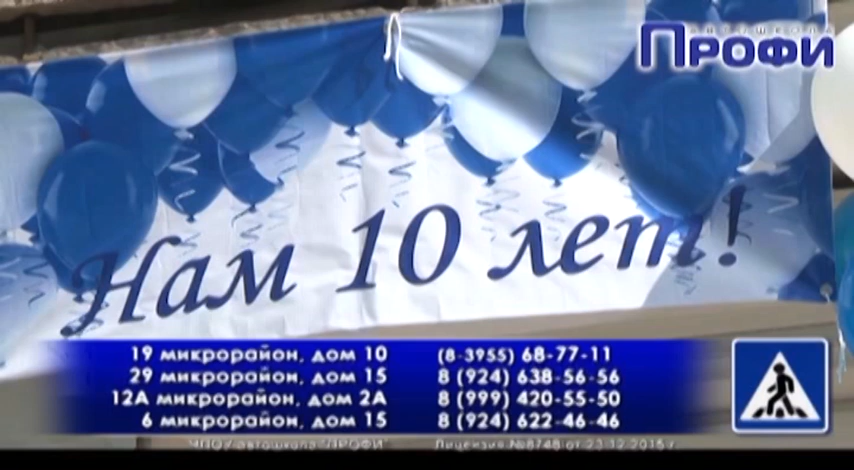 автошкола
ПРОФИ
Нам 10 лет!
19 микрорайон, дом 10 (8-3955) 68-77-11
29 микрорайон, дом 15 8 (924) 638-56-56
12А микрорайон, дом 2А 8 (999) 420-55-50
6 микрорайон, дом 15 8 (924) 622-46-46
ЧПОУ автошкола "ПРОФИ" Лицензия №8748 от 23.12.2015 г.